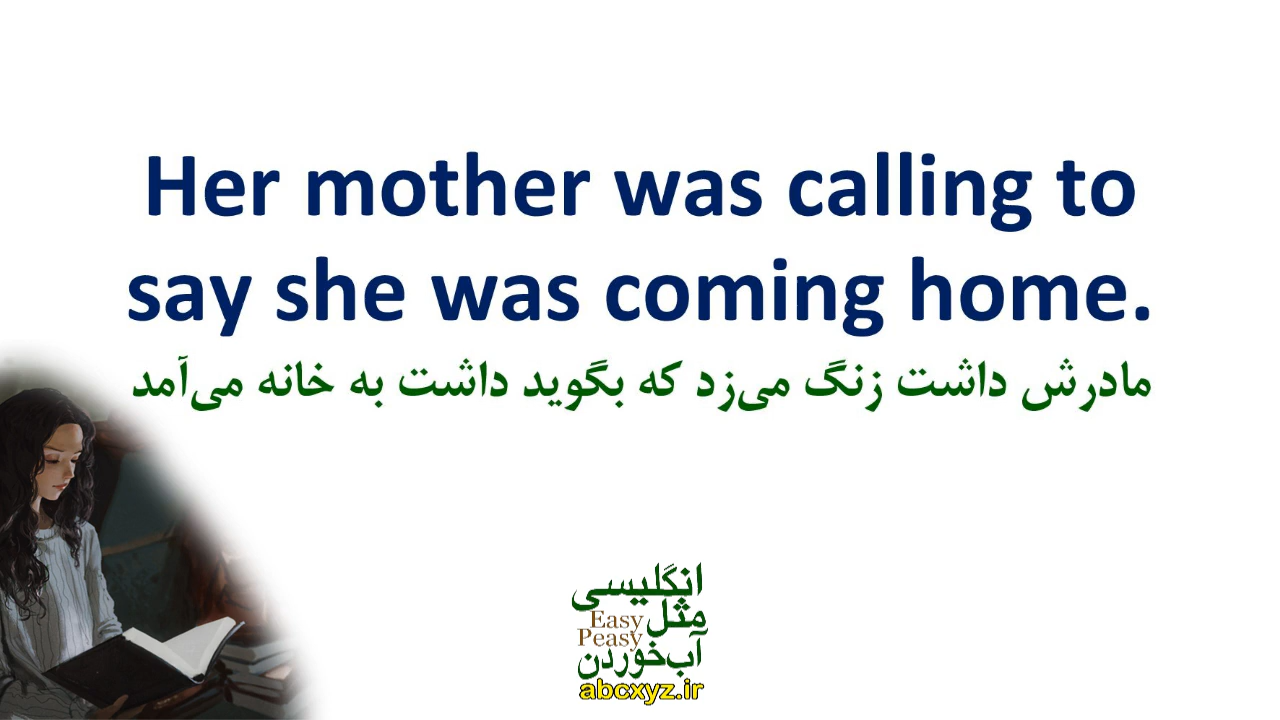 Her mother was calling to
say she was coming home.
مادرش داشت زنگ می‌زد که بگوید داشت به خانه می‌آمد
انگلیسی
مثل
Easy
Peasy
آب‌خوردن
abcxyz.ir